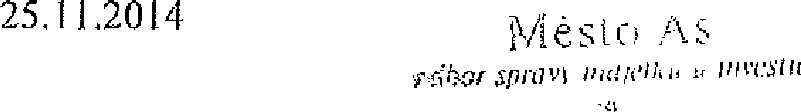 25.11.2014
Město Aš
odbor správy majetku a investic